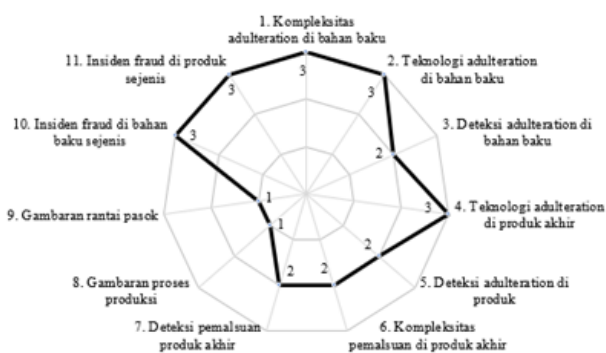 1. Kompleksitas
adulteration di bahan baku
3
2. Teknologi adulteration
di bahan baku
3
3. Deteksi adulteration di
bahan baku
2
4. Teknologi adulteration
di produk akhir
3
5. Deteksi adulteration di
produk
2
6. Kompleksitas
pemalsuan di produk akhir
2
7. Deteksi pemalsuan
produk akhir
2
8. Gambaran proses
produksi
1
9. Gambaran rantai pasok
1
10. Insiden fraud di bahan
baku sejenis
3
11. Insiden fraud di produk
sejenis
3